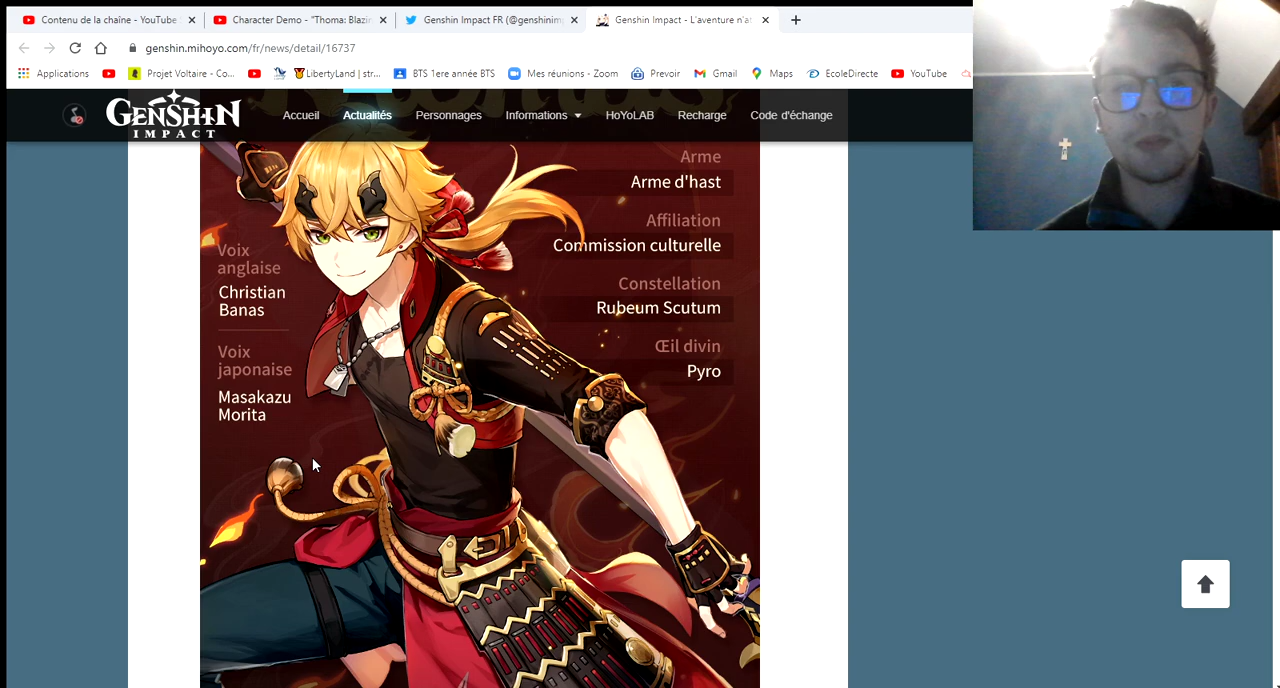 Contenu de la chaîne - YouTube
Character Demo - "Thoma: Blazin
Genshin Impact FR (@genshinim
Genshin Impact - L'aventure n'at
genshin.mihoyo.com/fr/news/detail/16737
Applications
Projet Voltaire - Co...
LibertyLand | str...
BTS 1ere année BTS
Mes réunions - Zoom
Prevoir
Gmail
Maps
EcoleDirecte
YouTube
GENSHIN
IMPACT
Accueil
Actualités
Personnages
Informations
HoYoLAB
Recharge
Code d'échange
Arme
Arme d'hast
Affiliation
Commission culturelle
Constellation
Rubeum Scutum
Œil divin
Pyro
Voix
anglaise
Christian
Banas
Voix
japonaise
Masakazu
Morita